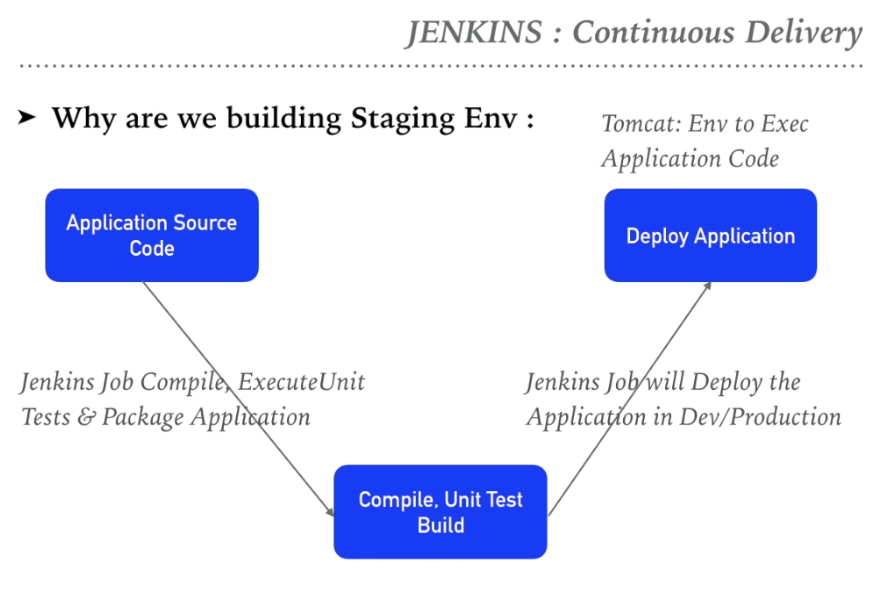 JENKINS : Continuous Delivery
➤ Why are we building Staging Env :
Tomcat: Env to Exec
Application Code
Application Source
Code
Deploy Application
Jenkins Job Compile, ExecuteUnit
Tests & Package Application
Jenkins Job will Deploy the
Application in Dev/Production
Compile, Unit Test
Build